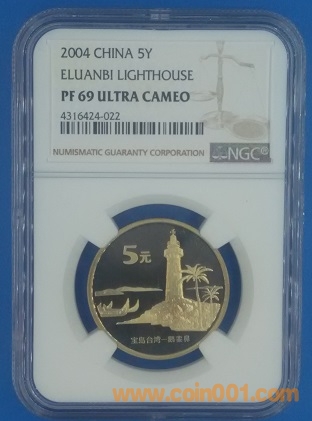 2004 CHINA 5Y
ELUANBI LIGHTHOUSE
PF 69 ULTRA CAMEO
4316424-022
NUMISMATIC GUARANTY CORPORATION
NGC
5元
宝岛台湾—鹅銮鼻
www.coin001.com